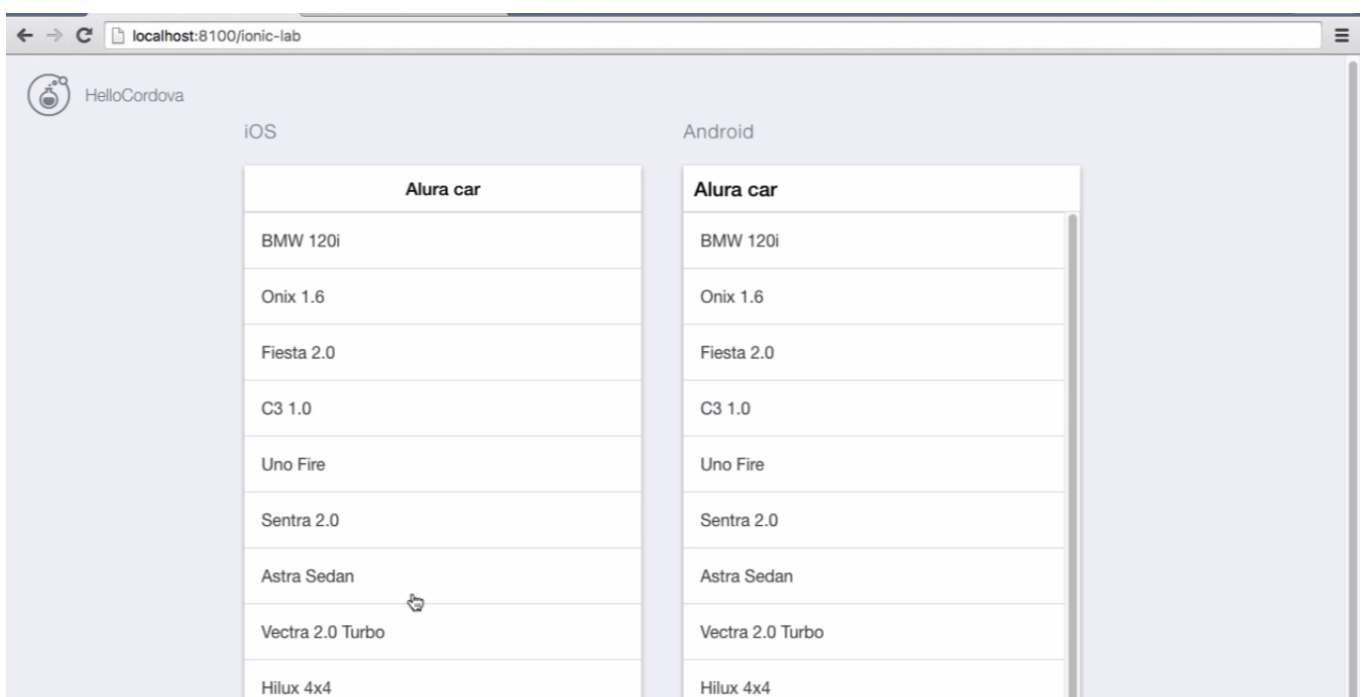 localhost:8100/ionic-lab
HelloCordova
iOS
Alura car
BMW 120i
Onix 1.6
Fiesta 2.0
C3 1.0
Uno Fire
Sentra 2.0
Astra Sedan
Vectra 2.0 Turbo
Hilux 4x4
Android
Alura car
BMW 120i
Onix 1.6
Fiesta 2.0
C3 1.0
Uno Fire
Sentra 2.0
Astra Sedan
Vectra 2.0 Turbo
Hilux 4x4